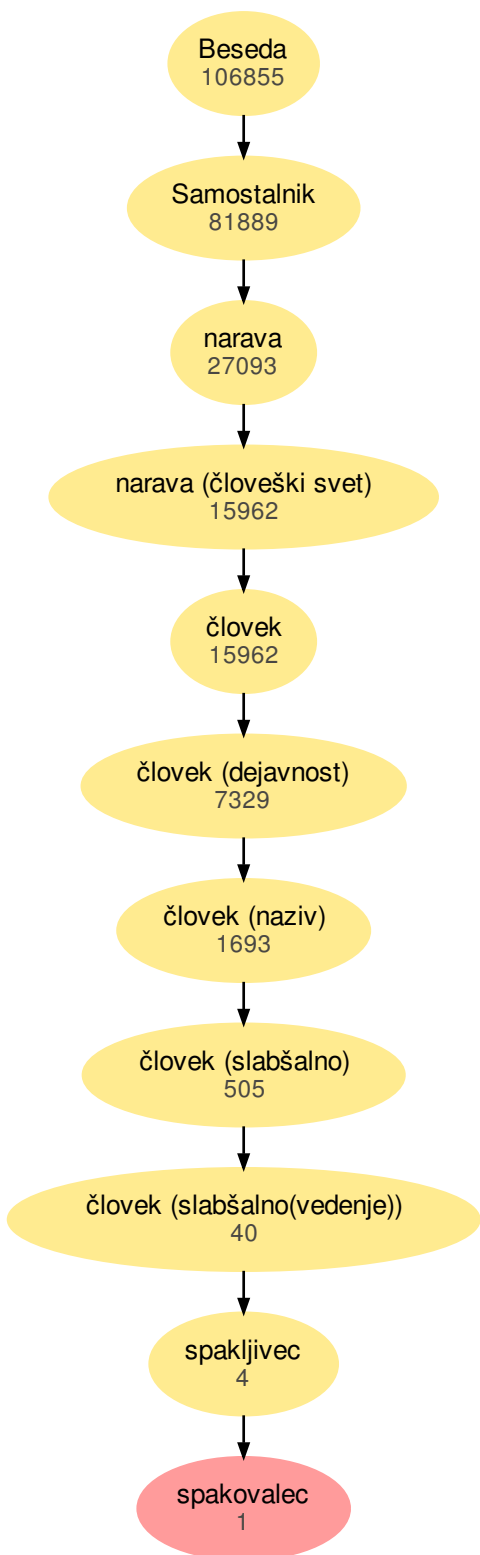 Beseda
106855
Samostalnik
81889
narava
27093
narava (človeški svet)
15962
človek
15962
človek (dejavnost)
7329
človek (naziv)
1693
človek (slabšalno)
505
človek (slabšalno(vedenje))
40
spakljivec
4
spakovalec
1